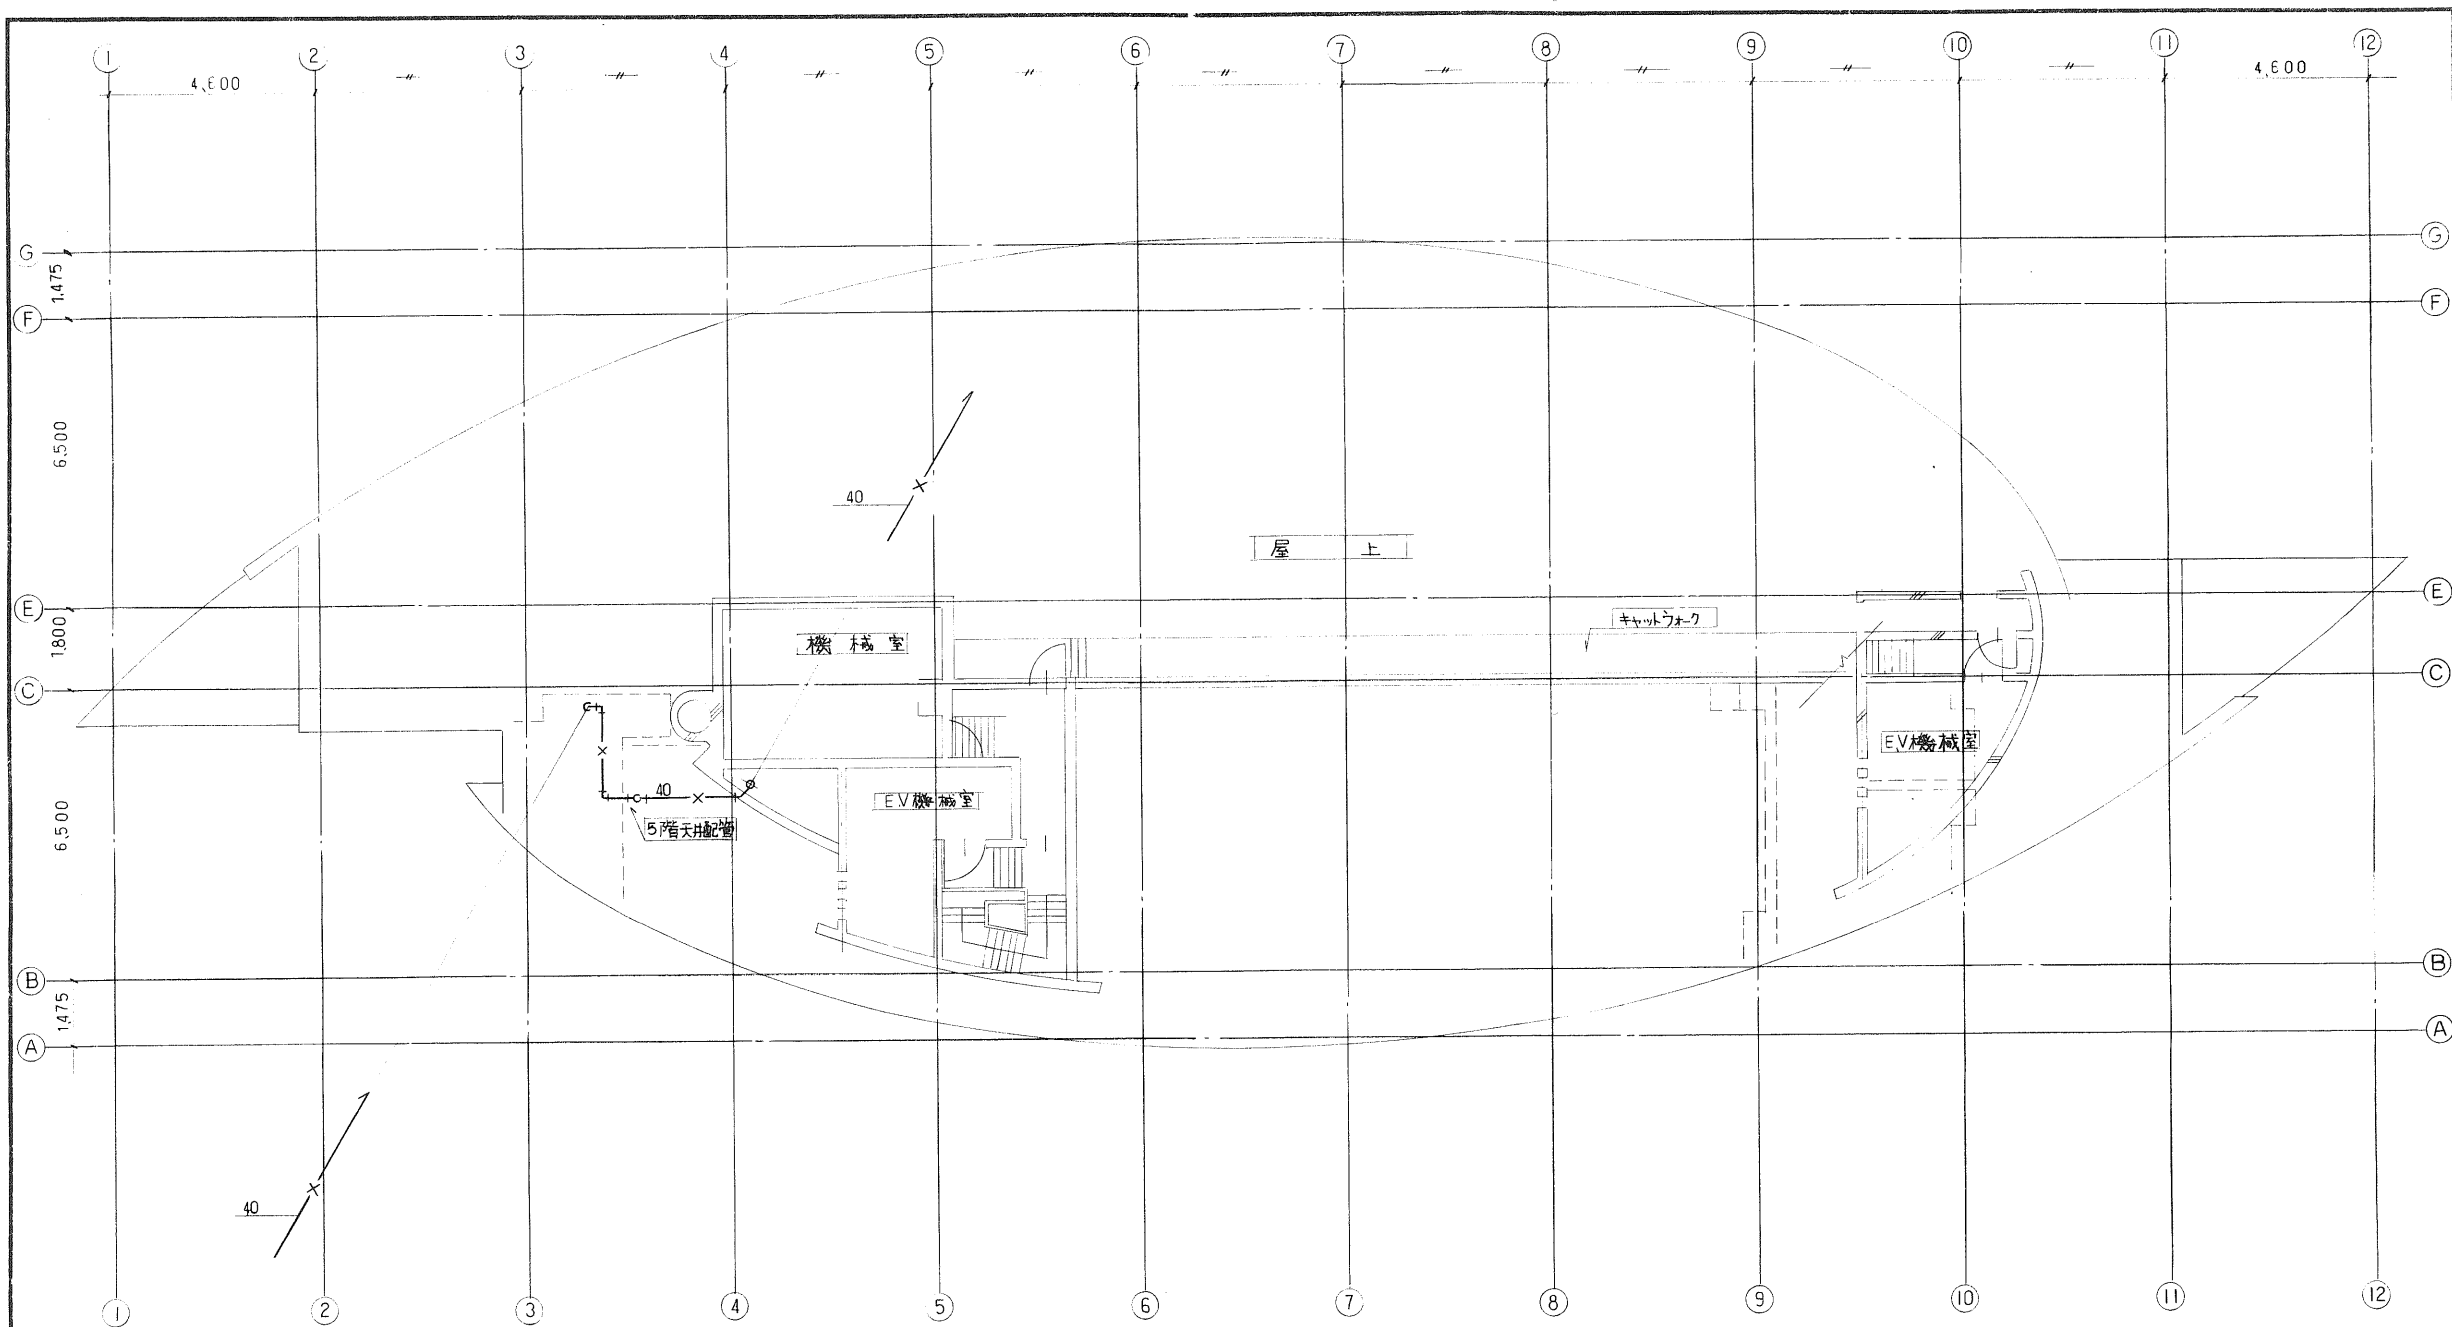 ① ② ③ ④ ⑤ ⑥ ⑦ ⑧ ⑨ ⑩ ⑪ ⑫
4,600 〃 〃 〃 〃 〃 〃 〃 〃 〃 4,600
G G
1,475
F F
6,500
40
屋 上
E E
キャットウォーク
1,800
機 械 室
C C
EV機械室
40
EV機械室
5階天井配管
6,500
B B
1,475
A A
40
① ② ③ ④ ⑤ ⑥ ⑦ ⑧ ⑨ ⑩ ⑪ ⑫